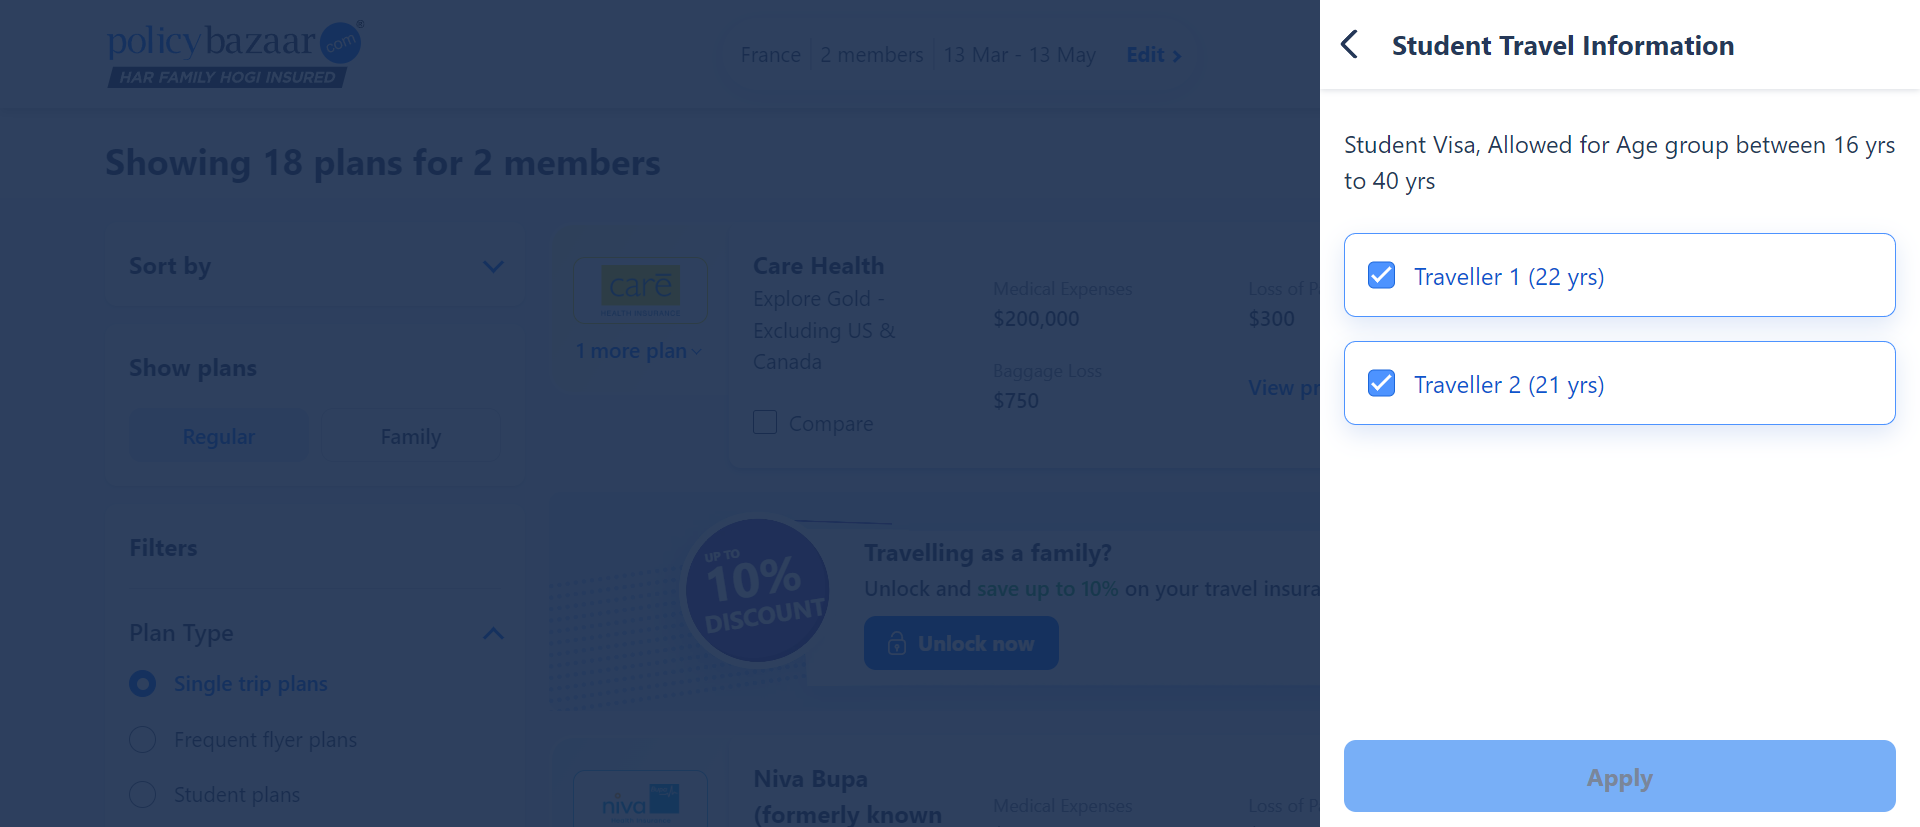 policybazaar com
HAR FAMILY HOGI INSURED
France 2 members 13 Mar - 13 May Edit
Showing 18 plans for 2 members
Sort by
Show plans
Regular Family
Filters
Plan Type
Single trip plans
Frequent flyer plans
Student plans
care
HEALTH INSURANCE
1 more plan
Care Health
Explore Gold -
Excluding US &
Canada
Compare
Medical Expenses
$200,000
Baggage Loss
$750
Loss of
$300
View
UP TO
10%
DISCOUNT
Travelling as a family?
Unlock and save up to 10% on your travel
Unlock now
niva
Niva Bupa
(formerly known
Medical Expenses
Loss of
Student Travel Information
Student Visa, Allowed for Age group between 16 yrs
to 40 yrs
Traveller 1 (22 yrs)
Traveller 2 (21 yrs)
Apply